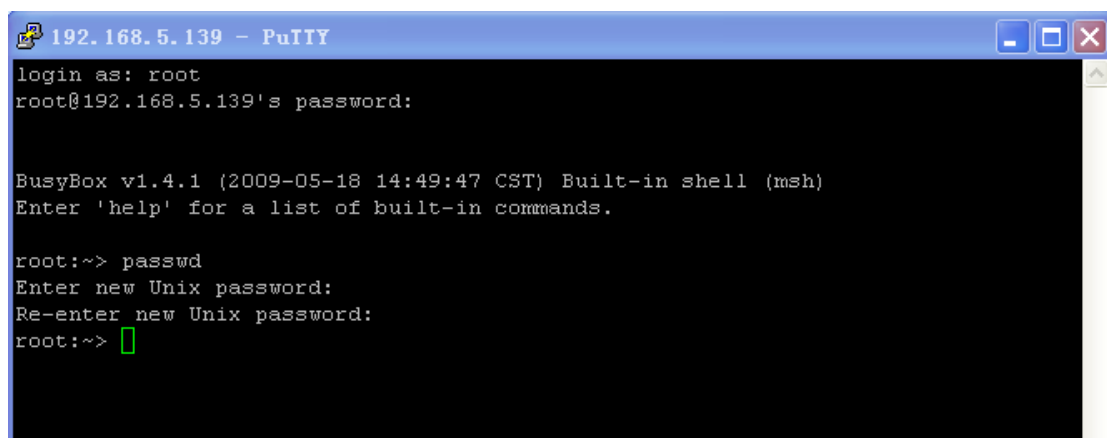 192.168.5.139 - PuTTY
login as: root
root@192.168.5.139's password:
BusyBox v1.4.1 (2009-05-18 14:49:47 CST) Built-in shell (msh)
Enter 'help' for a list of built-in commands.
root:~> passwd
Enter new Unix password:
Re-enter new Unix password:
root:~>